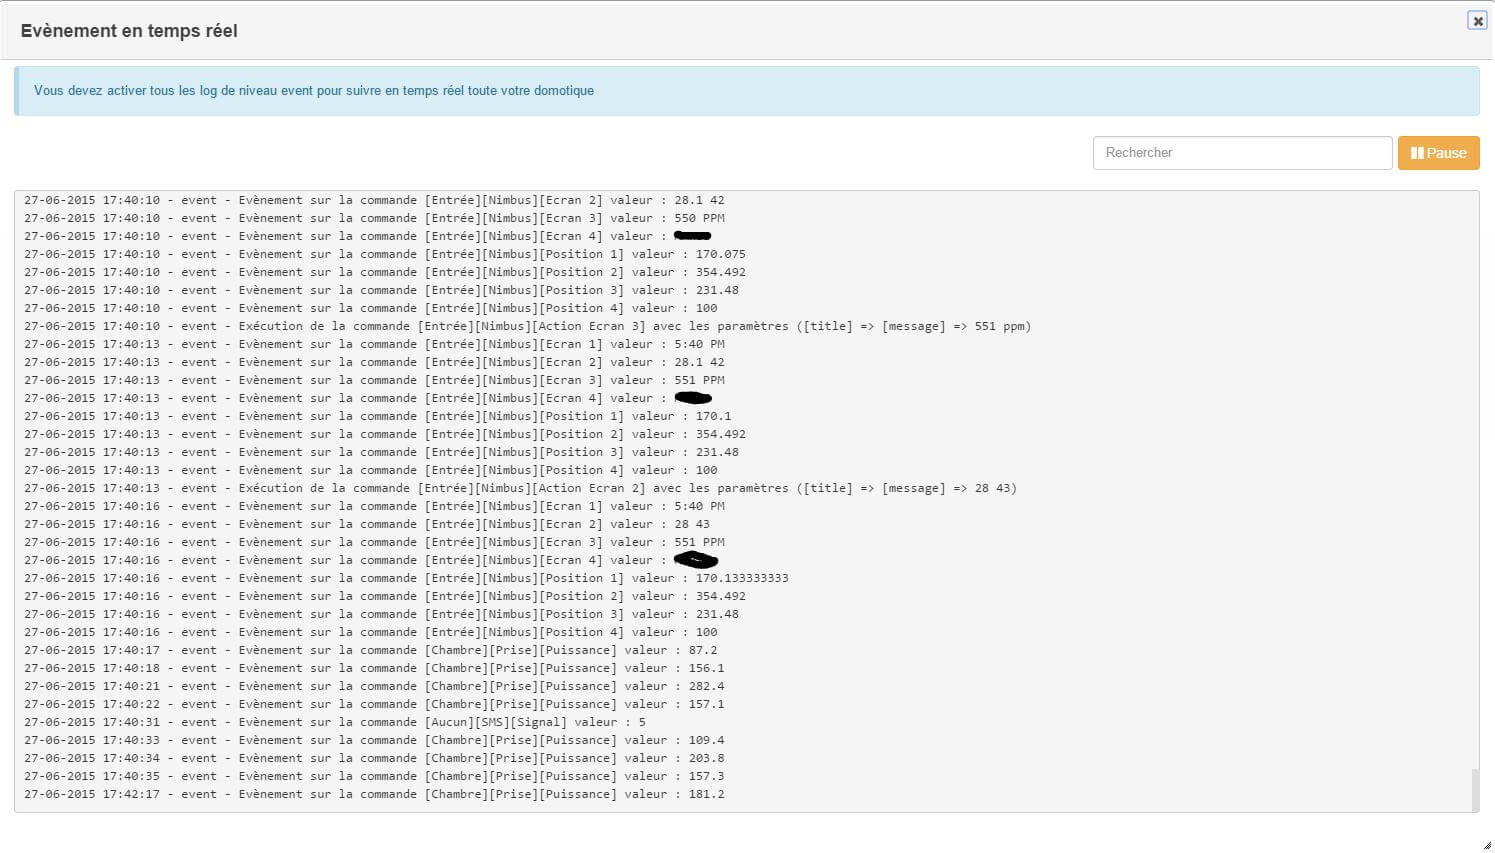 Evènement en temps réel
Vous devez activer tous les log de niveau event pour suivre en temps réel toute votre domotique
Rechercher
Pause
27-06-2015 17:40:10 - event - Evènement sur la commande [Entrée][Nimbus][Ecran 2] valeur : 28.1 42
27-06-2015 17:40:10 - event - Evènement sur la commande [Entrée][Nimbus][Ecran 3] valeur : 550 PPM
27-06-2015 17:40:10 - event - Evènement sur la commande [Entrée][Nimbus][Ecran 4] valeur :
27-06-2015 17:40:10 - event - Evènement sur la commande [Entrée][Nimbus][Position 1] valeur : 170.075
27-06-2015 17:40:10 - event - Evènement sur la commande [Entrée][Nimbus][Position 2] valeur : 354.492
27-06-2015 17:40:10 - event - Evènement sur la commande [Entrée][Nimbus][Position 3] valeur : 231.48
27-06-2015 17:40:10 - event - Evènement sur la commande [Entrée][Nimbus][Position 4] valeur : 100
27-06-2015 17:40:10 - event - Exécution de la commande [Entrée][Nimbus][Action Ecran 3] avec les paramètres ([title] => [message] => 551 ppm)
27-06-2015 17:40:13 - event - Evènement sur la commande [Entrée][Nimbus][Ecran 1] valeur : 5:40 PM
27-06-2015 17:40:13 - event - Evènement sur la commande [Entrée][Nimbus][Ecran 2] valeur : 28.1 42
27-06-2015 17:40:13 - event - Evènement sur la commande [Entrée][Nimbus][Ecran 3] valeur : 551 PPM
27-06-2015 17:40:13 - event - Evènement sur la commande [Entrée][Nimbus][Ecran 4] valeur :
27-06-2015 17:40:13 - event - Evènement sur la commande [Entrée][Nimbus][Position 1] valeur : 170.1
27-06-2015 17:40:13 - event - Evènement sur la commande [Entrée][Nimbus][Position 2] valeur : 354.492
27-06-2015 17:40:13 - event - Evènement sur la commande [Entrée][Nimbus][Position 3] valeur : 231.48
27-06-2015 17:40:13 - event - Evènement sur la commande [Entrée][Nimbus][Position 4] valeur : 100
27-06-2015 17:40:13 - event - Exécution de la commande [Entrée][Nimbus][Action Ecran 2] avec les paramètres ([title] => [message] => 28 43)
27-06-2015 17:40:16 - event - Evènement sur la commande [Entrée][Nimbus][Ecran 1] valeur : 5:40 PM
27-06-2015 17:40:16 - event - Evènement sur la commande [Entrée][Nimbus][Ecran 2] valeur : 28 43
27-06-2015 17:40:16 - event - Evènement sur la commande [Entrée][Nimbus][Ecran 3] valeur : 551 PPM
27-06-2015 17:40:16 - event - Evènement sur la commande [Entrée][Nimbus][Ecran 4] valeur :
27-06-2015 17:40:16 - event - Evènement sur la commande [Entrée][Nimbus][Position 1] valeur : 170.133333333
27-06-2015 17:40:16 - event - Evènement sur la commande [Entrée][Nimbus][Position 2] valeur : 354.492
27-06-2015 17:40:16 - event - Evènement sur la commande [Entrée][Nimbus][Position 3] valeur : 231.48
27-06-2015 17:40:16 - event - Evènement sur la commande [Entrée][Nimbus][Position 4] valeur : 100
27-06-2015 17:40:17 - event - Evènement sur la commande [Chambre][Prise][Puissance] valeur : 87.2
27-06-2015 17:40:18 - event - Evènement sur la commande [Chambre][Prise][Puissance] valeur : 156.1
27-06-2015 17:40:21 - event - Evènement sur la commande [Chambre][Prise][Puissance] valeur : 282.4
27-06-2015 17:40:22 - event - Evènement sur la commande [Chambre][Prise][Puissance] valeur : 157.1
27-06-2015 17:40:31 - event - Evènement sur la commande [Aucun][SMS][Signal] valeur : 5
27-06-2015 17:40:33 - event - Evènement sur la commande [Chambre][Prise][Puissance] valeur : 109.4
27-06-2015 17:40:34 - event - Evènement sur la commande [Chambre][Prise][Puissance] valeur : 203.8
27-06-2015 17:40:35 - event - Evènement sur la commande [Chambre][Prise][Puissance] valeur : 157.3
27-06-2015 17:42:17 - event - Evènement sur la commande [Chambre][Prise][Puissance] valeur : 181.2